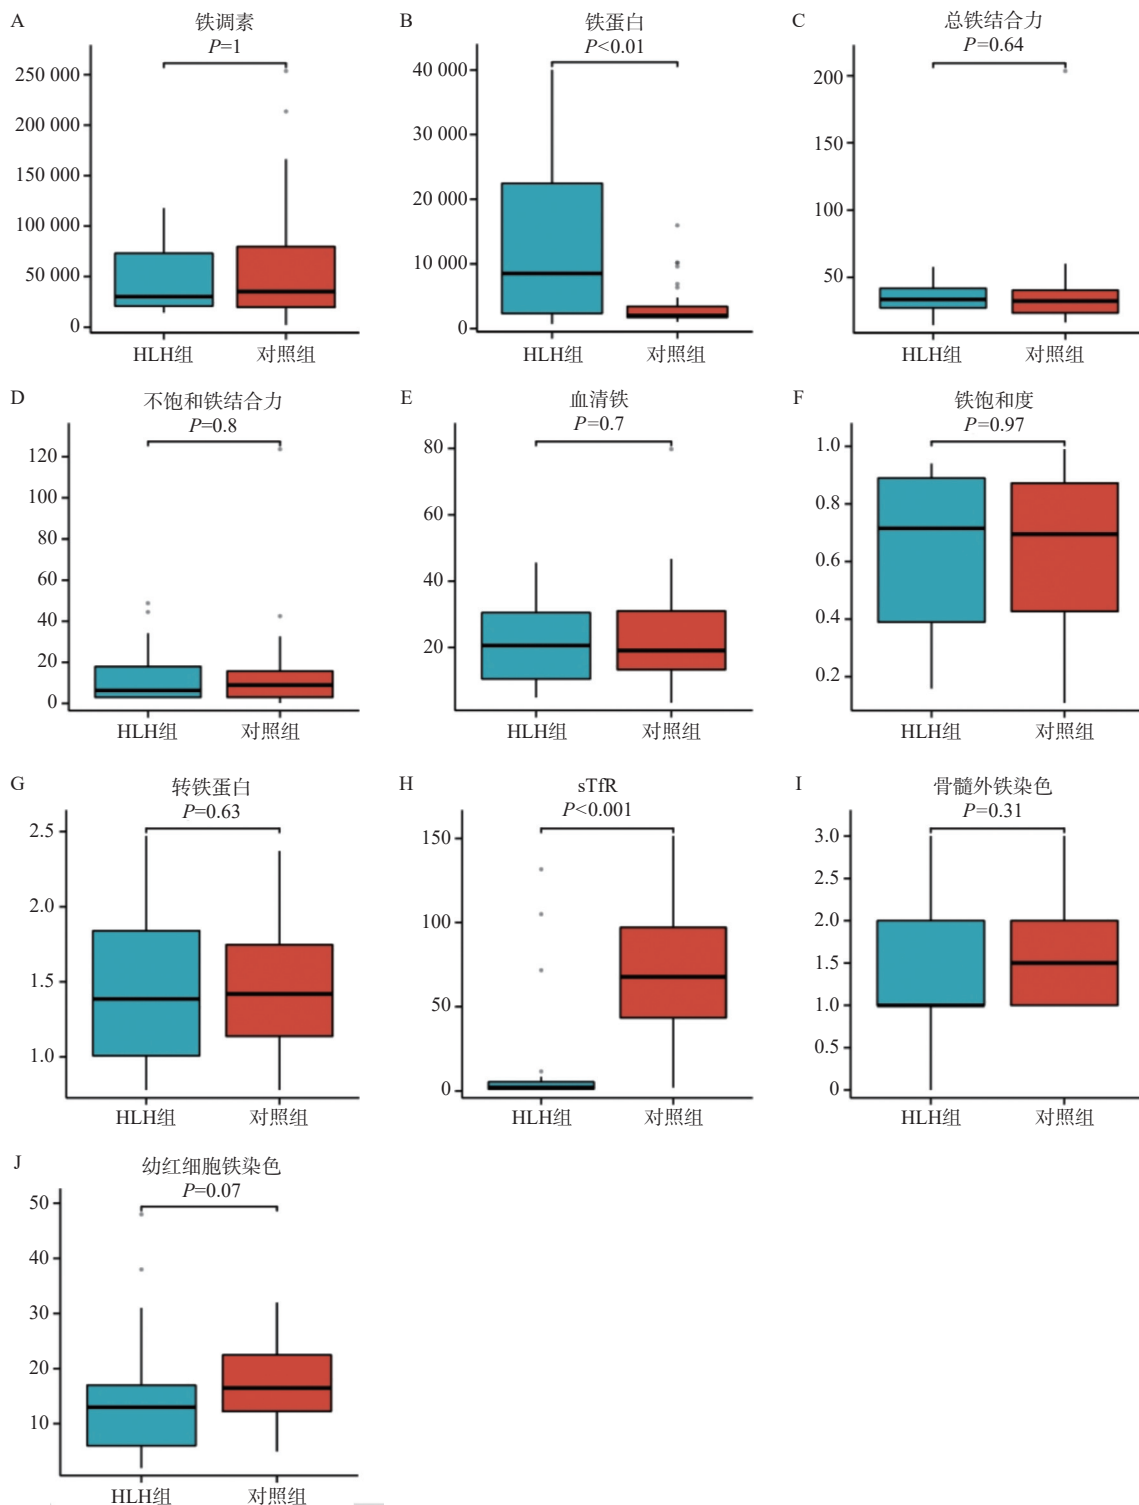 A
铁调素
P=1
250 000
200 000
150 000
100 000
50 000
0
HLH组
对照组
B
铁蛋白
P<0.01
40 000
30 000
20 000
10 000
0
HLH组
对照组
C
总铁结合力
P=0.64
200
150
100
50
HLH组
对照组
D
不饱和铁结合力
P=0.8
120
100
80
60
40
20
0
HLH组
对照组
E
血清铁
P=0.7
80
60
40
20
HLH组
对照组
F
铁饱和度
P=0.97
1.0
0.8
0.6
0.4
0.2
HLH组
对照组
G
转铁蛋白
P=0.63
2.5
2.0
1.5
1.0
HLH组
对照组
H
sTfR
P<0.001
150
100
50
0
HLH组
对照组
I
骨髓外铁染色
P=0.31
3.0
2.5
2.0
1.5
1.0
0.5
0
HLH组
对照组
J
幼红细胞铁染色
P=0.07
50
40
30
20
10
HLH组
对照组